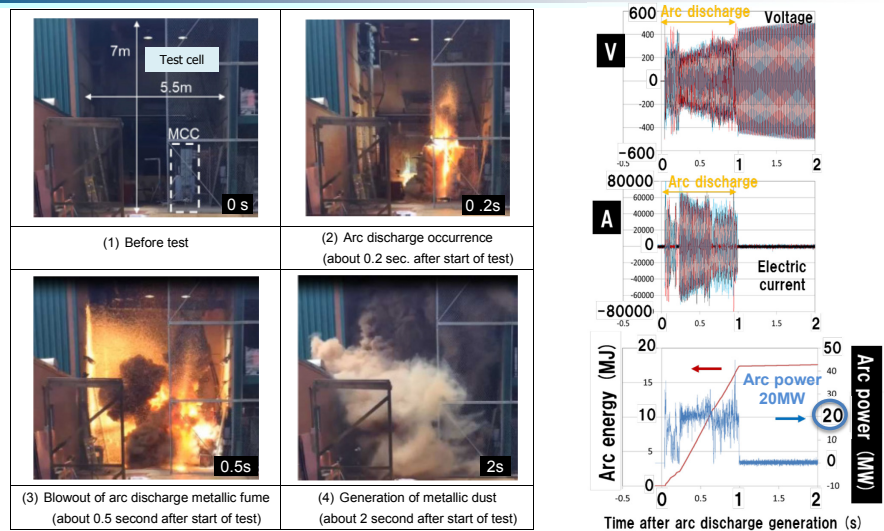 7m
Test cell
5.5m
MCC
0 s
(1) Before test
0 .2s
(2) Arc discharge occurrence
(about 0.2 sec. after start of test)
0.5s
(3) Blowout of arc discharge metallic fume
(about 0.5 second after start of test)
2s
(4) Generation of metallic dust
(about 2 second after start of test)
600
Arc discharge
Voltage
V
400
200
0
-200
-400
-600
-0.5
0
0.5
1
1.5
2
80000
Arc discharge
A
60000
40000
20000
0
-20000
-40000
-60000
-80000
Electric
current
-0.5
0
0.5
1
1.5
2
Arc energy (MJ)
20
15
10
5
0
Arc power
20MW
50
40
30
20
10
0
-10
Arc power (MW)
-0.5
0
0.5
1
1.5
2
Time after arc discharge generation (s)